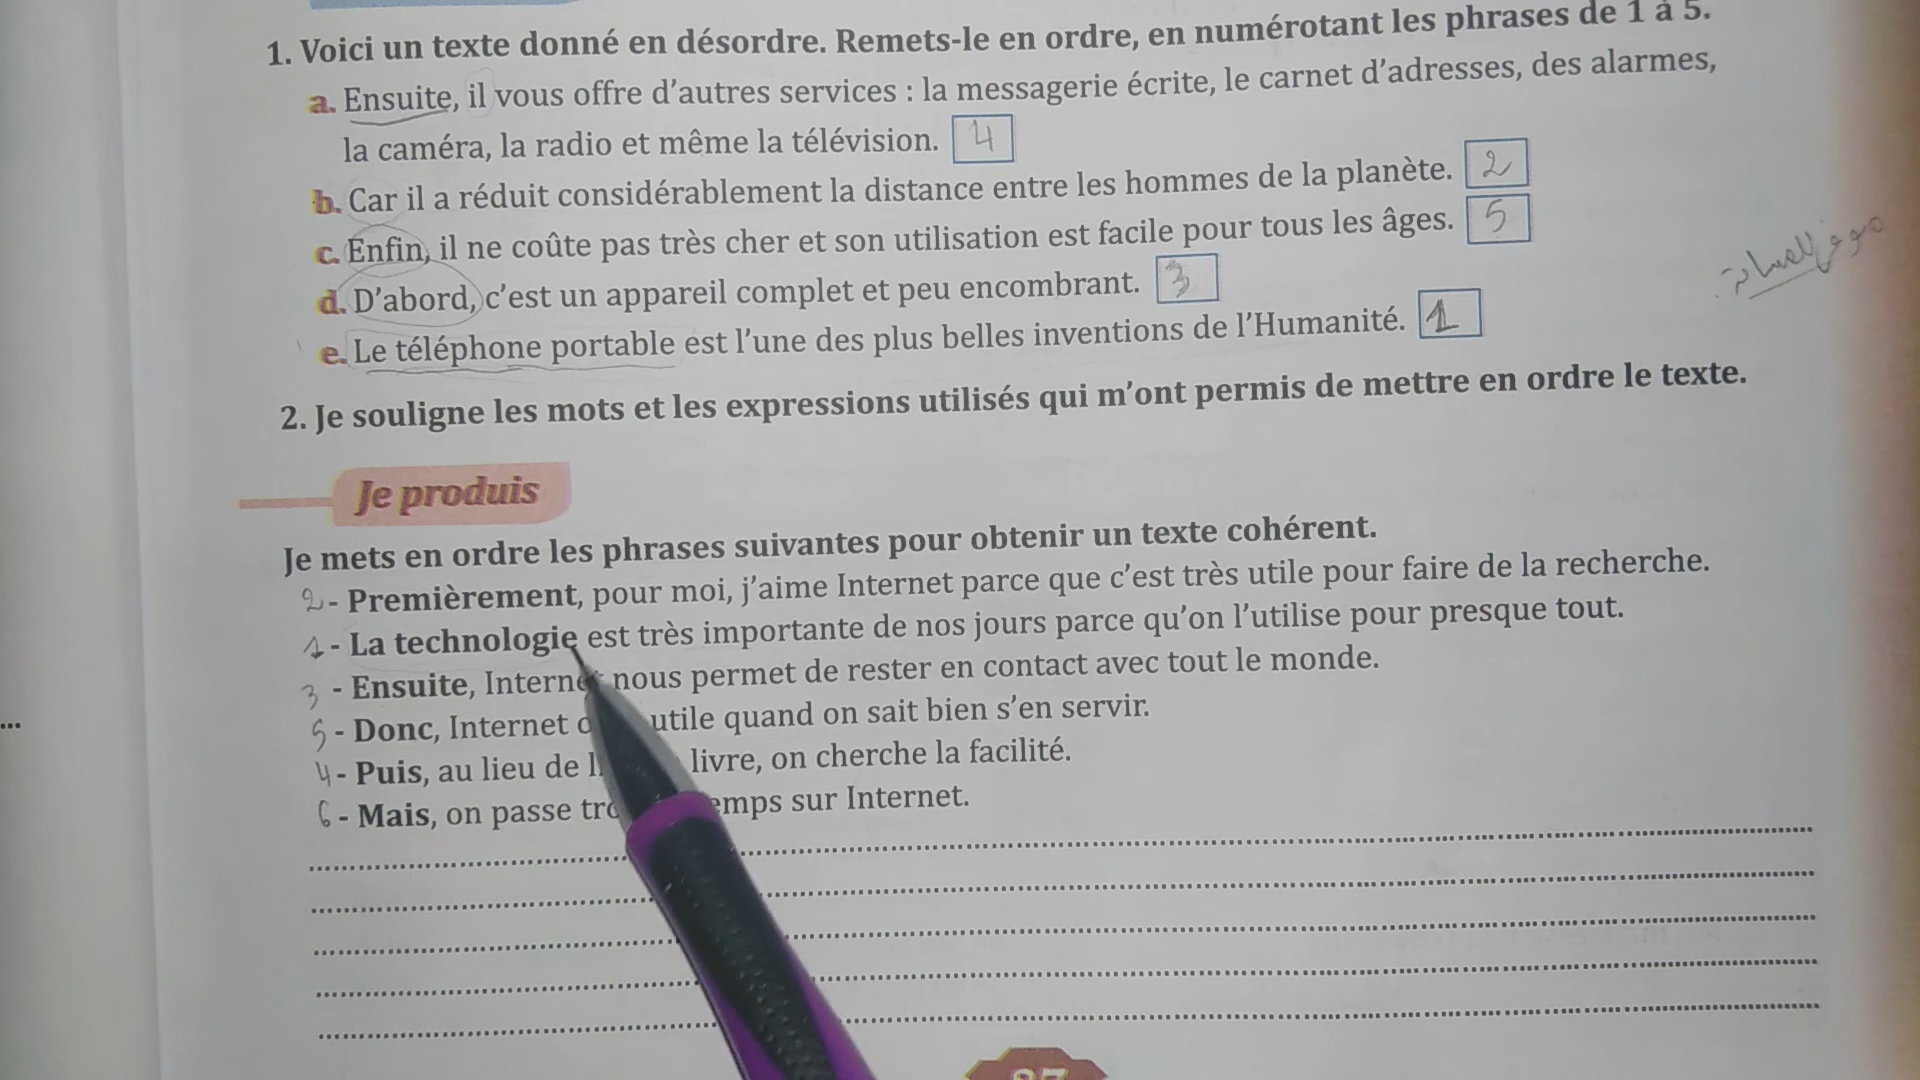 1. Voici un texte donné en désordre. Remets-le en ordre, en numérotant les phrases de 1 à 5.
a. Ensuite, il vous offre d'autres services : la messagerie écrite, le carnet d'adresses, des alarmes,
la caméra, la radio et même la télévision. 4
b. Car il a réduit considérablement la distance entre les hommes de la planète. 2
c. Enfin, il ne coûte pas très cher et son utilisation est facile pour tous les âges. 5
d. D'abord, c'est un appareil complet et peu encombrant. 3
e. Le téléphone portable est l'une des plus belles inventions de l'Humanité. 1
2. Je souligne les mots et les expressions utilisés qui m'ont permis de mettre en ordre le texte.
Je produis
Je mets en ordre les phrases suivantes pour obtenir un texte cohérent.
2 - Premièrement, pour moi, j'aime Internet parce que c'est très utile pour faire de la recherche.
1 - La technologie est très importante de nos jours parce qu'on l'utilise pour presque tout.
3 - Ensuite, Internet nous permet de rester en contact avec tout le monde.
5 - Donc, Internet utile quand on sait bien s'en servir.
4 - Puis, au lieu de livre, on cherche la facilité.
6 - Mais, on passe sur Internet.